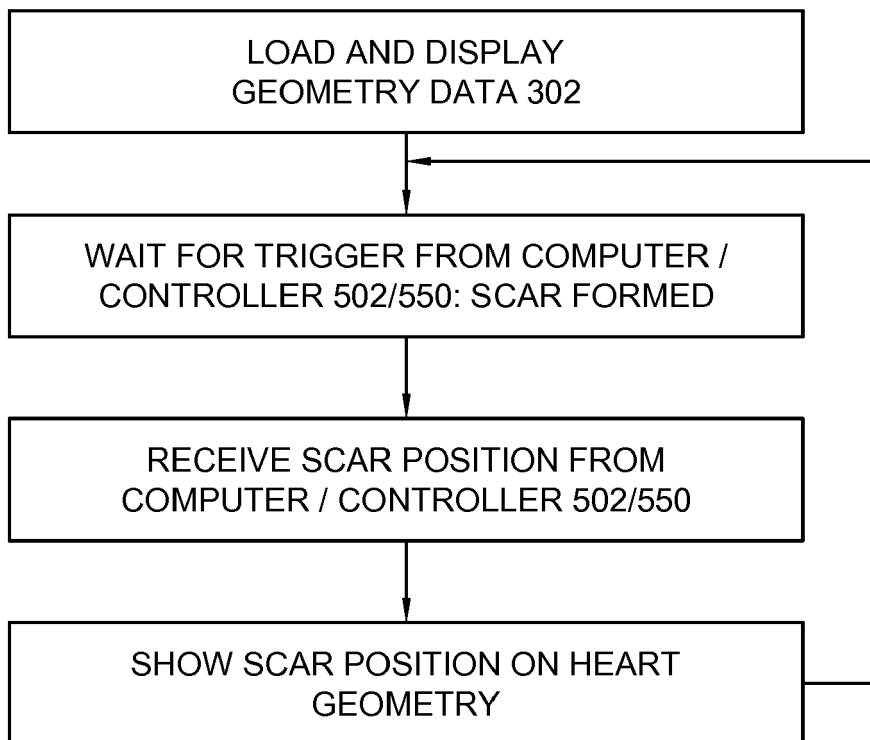 LOAD AND DISPLAY
GEOMETRY DATA 302
WAIT FOR TRIGGER FROM COMPUTER /
CONTROLLER 502/550: SCAR FORMED
RECEIVE SCAR POSITION FROM
COMPUTER / CONTROLLER 502/550
SHOW SCAR POSITION ON HEART
GEOMETRY